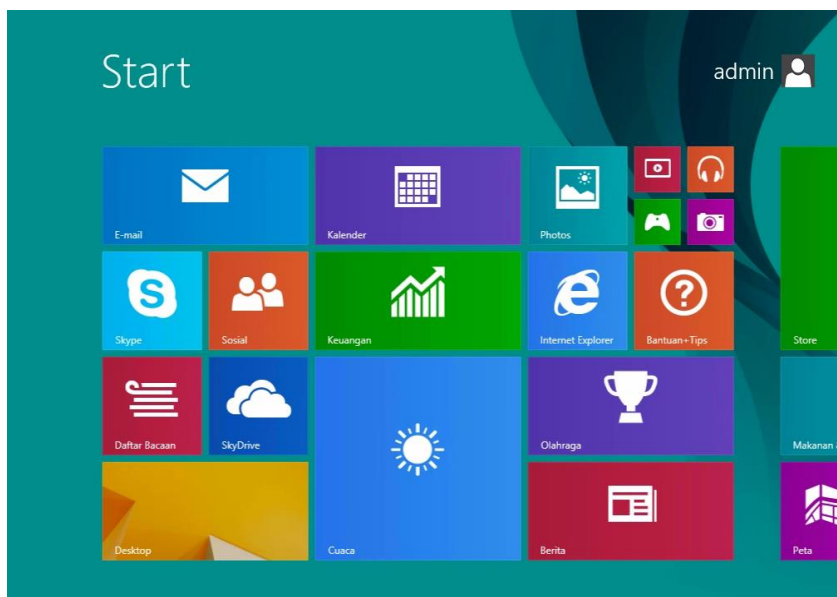 Start
admin
E-mail
Kalender
Photos
Store
Skype
Sosial
Keuangan
Internet Explorer
Bantuan+Tips
Daftar Bacaan
SkyDrive
Cuaca
Olahraga
Makanan
Desktop
Berita
Peta